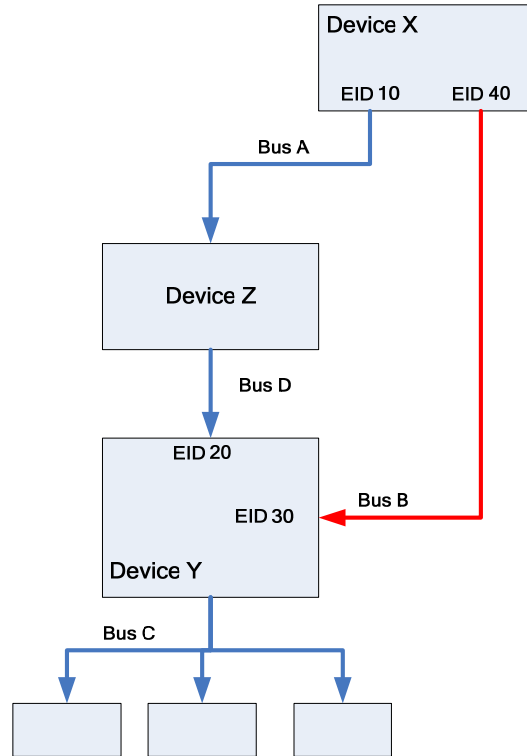 Device X
EID 10
EID 40
Bus A
Device Z
Bus D
EID 20
EID 30
Bus B
Device Y
Bus C